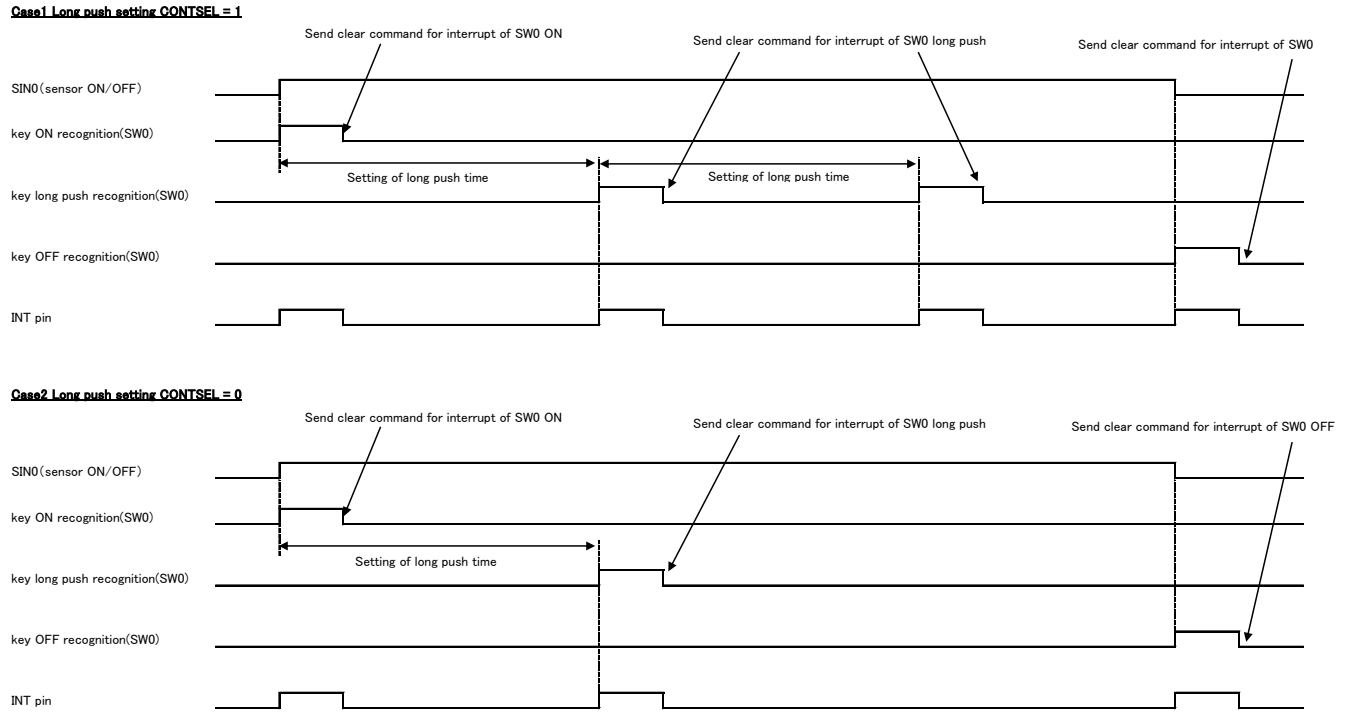 Case1 Long push setting CONTSEL = 1
Send clear command for interrupt of SW0 ON
Send clear command for interrupt of SW0 long push
Send clear command for interrupt of SW0
SIN0(sensor ON/OFF)
key ON recognition(SW0)
Setting of long push time
Setting of long push time
key long push recognition(SW0)
key OFF recognition(SW0)
INT pin
Case2 Long push setting CONTSEL = 0
Send clear command for interrupt of SW0 ON
Send clear command for interrupt of SW0 long push
Send clear command for interrupt of SW0 OFF
SIN0(sensor ON/OFF)
key ON recognition(SW0)
Setting of long push time
key long push recognition(SW0)
key OFF recognition(SW0)
INT pin